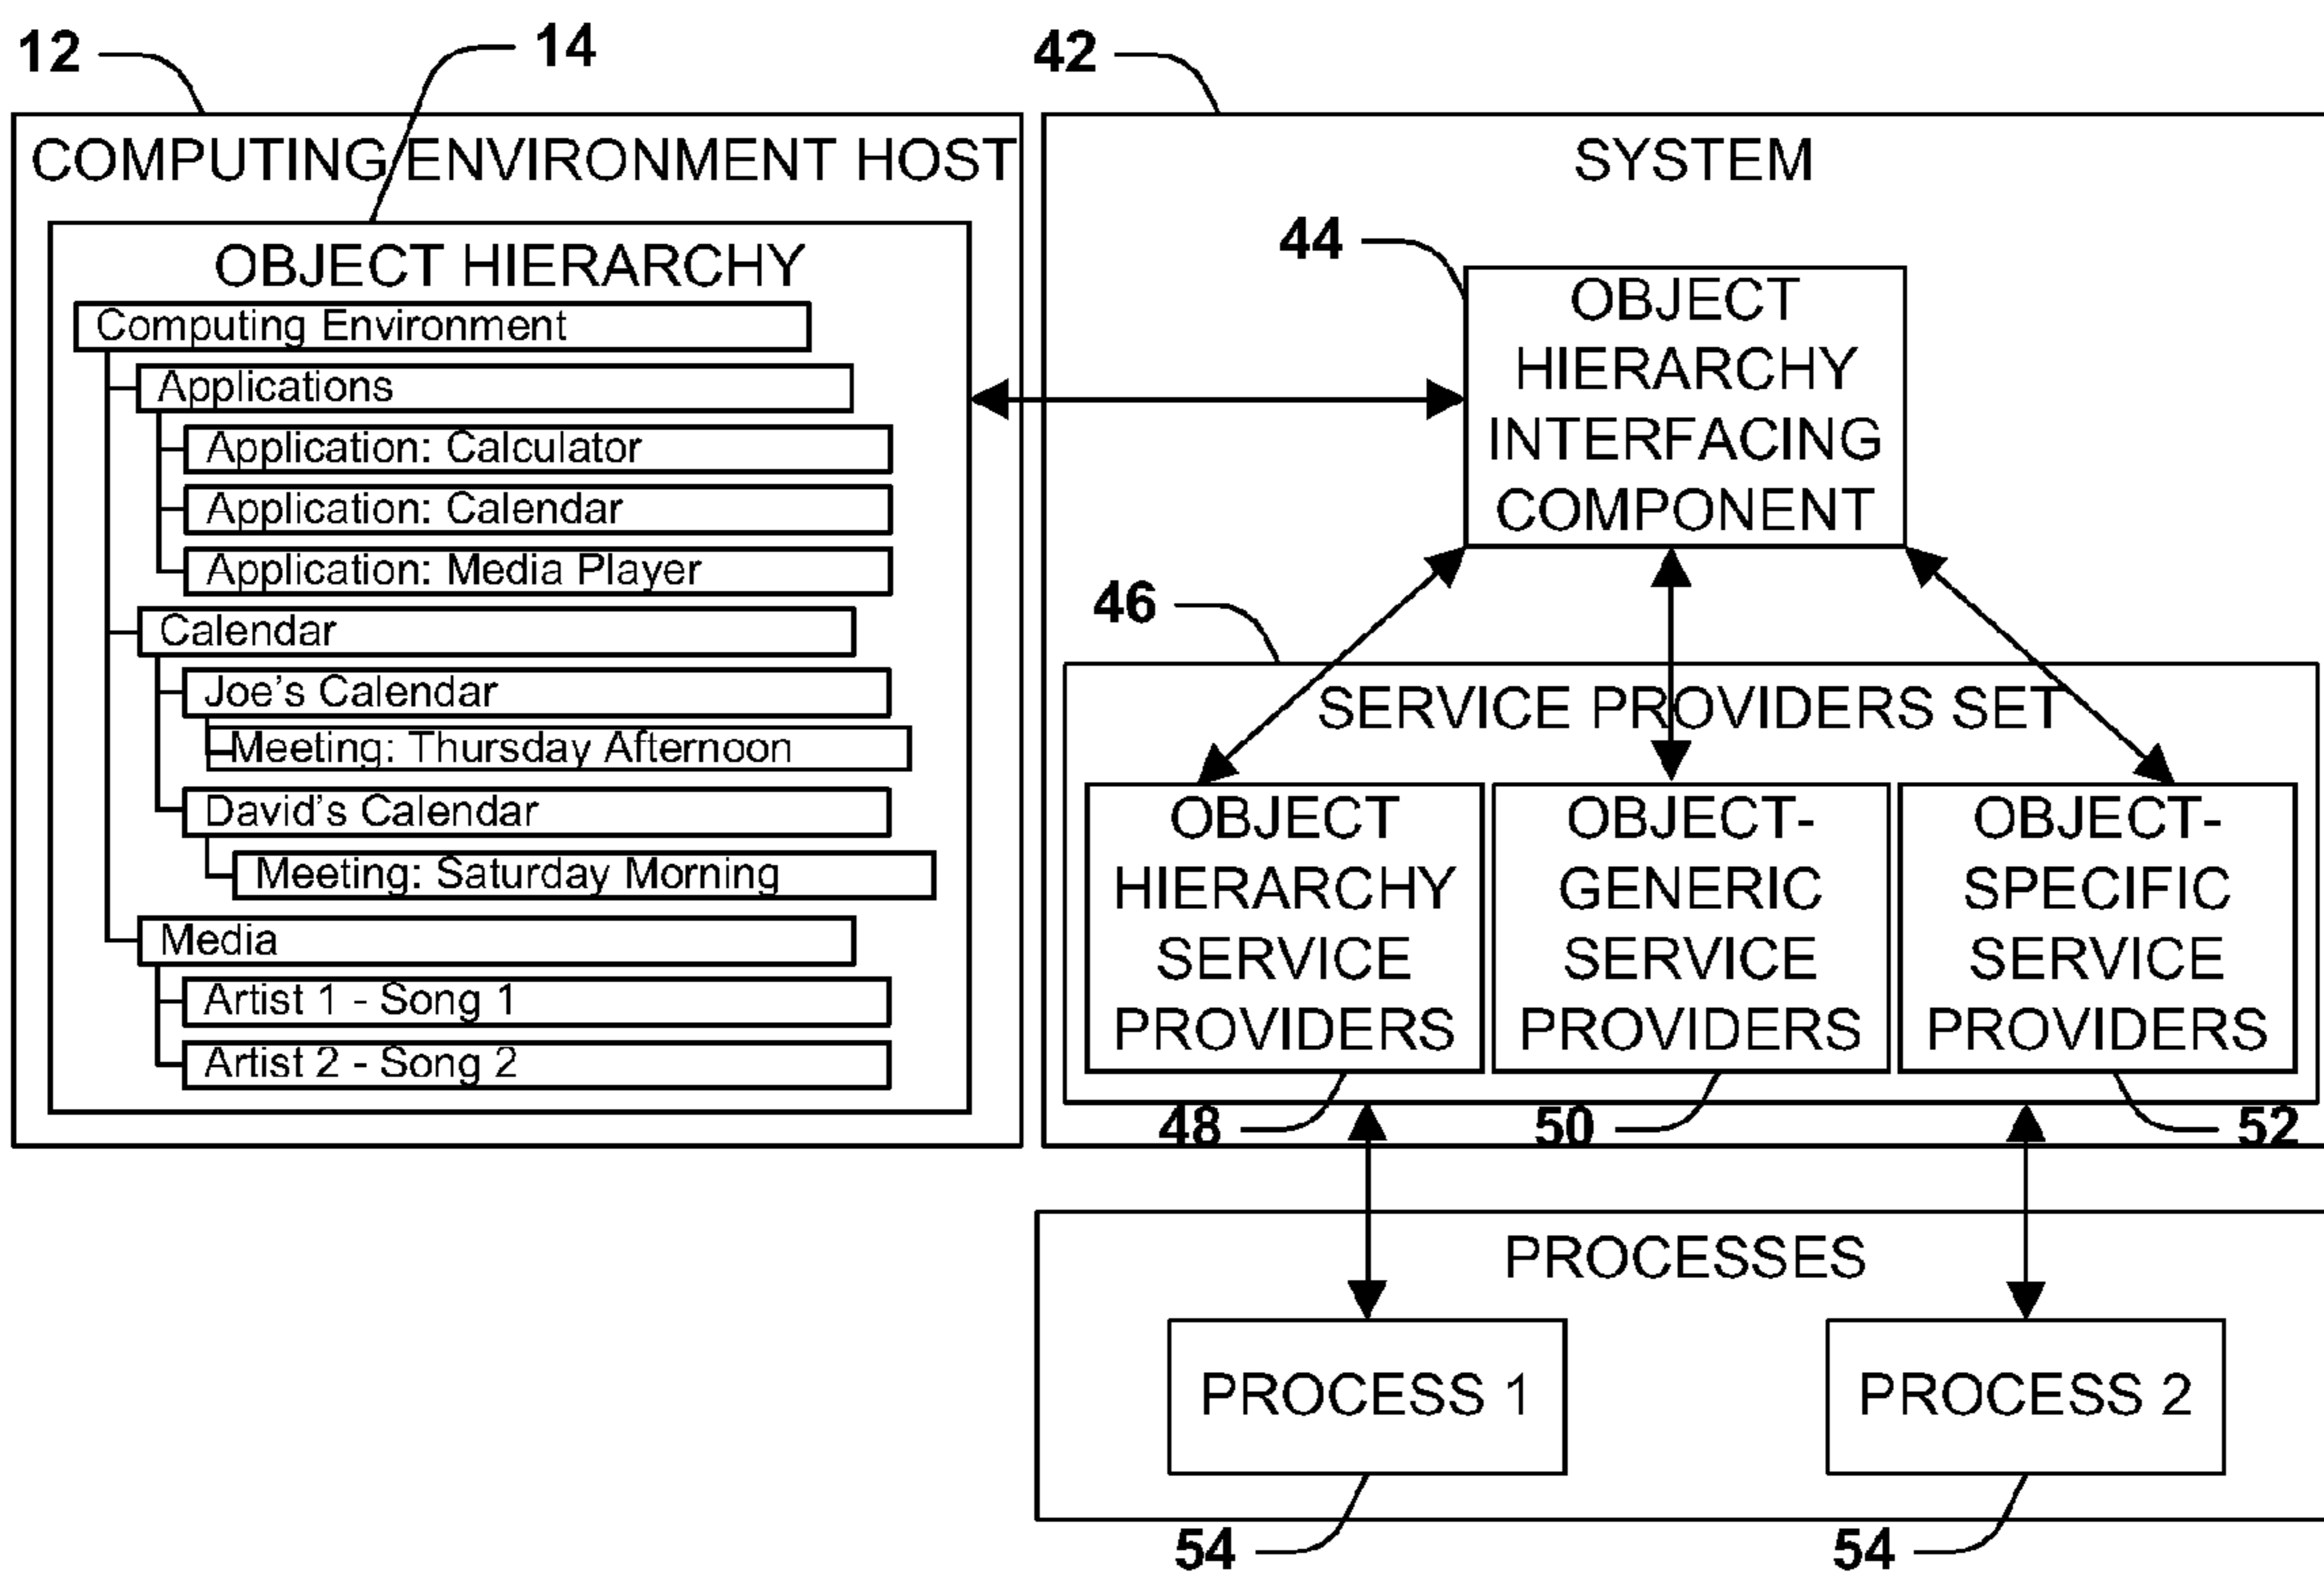 12
14
COMPUTING ENVIRONMENT HOST
OBJECT HIERARCHY
Computing Environment
Applications
Application: Calculator
Application: Calendar
Application: Media Player
Calendar
Joe's Calendar
Meeting: Thursday Afternoon
David's Calendar
Meeting: Saturday Morning
Media
Artist 1 - Song 1
Artist 2 - Song 2
42
SYSTEM
44
OBJECT
HIERARCHY
INTERFACING
COMPONENT
46
SERVICE PROVIDERS SET
OBJECT
HIERARCHY
SERVICE
PROVIDERS
OBJECT-
GENERIC
SERVICE
PROVIDERS
OBJECT-
SPECIFIC
SERVICE
PROVIDERS
48
50
52
PROCESSES
PROCESS 1
PROCESS 2
54
54